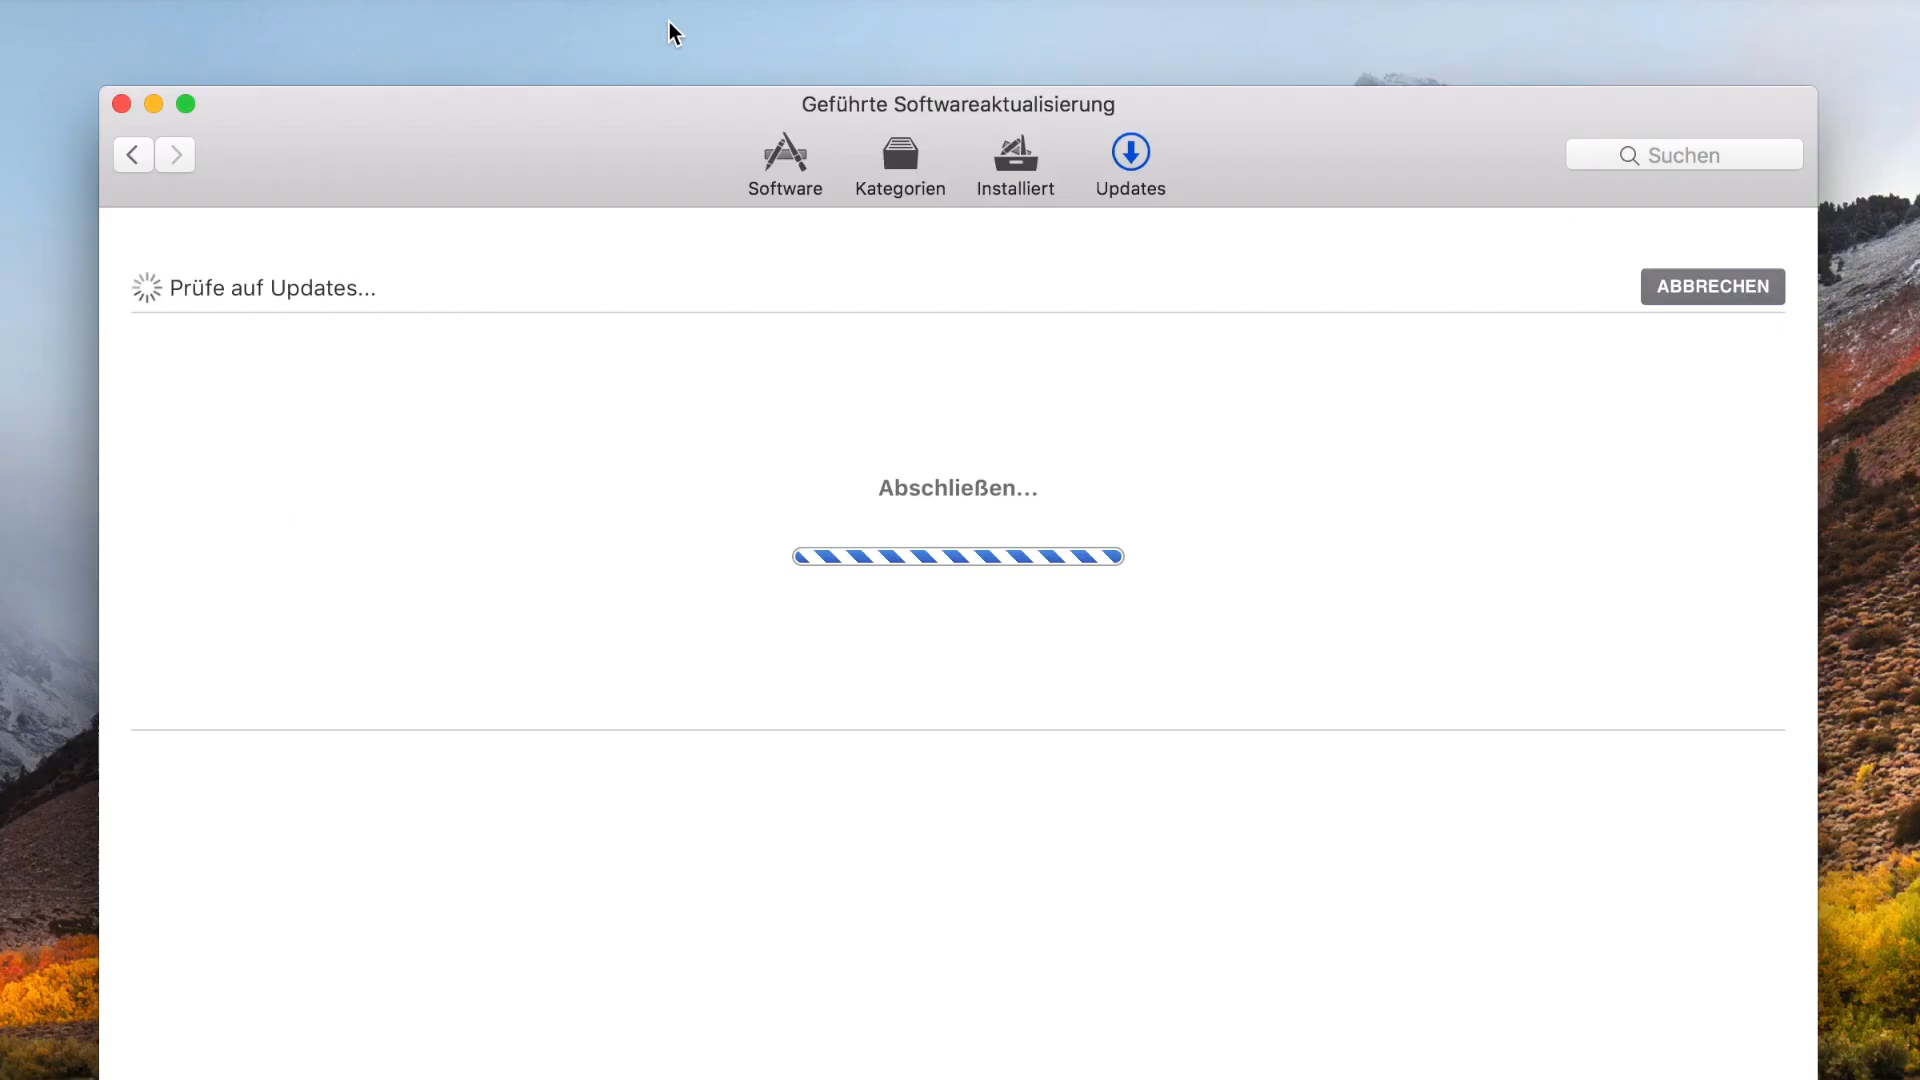 Geführte Softwareaktualisierung
Software Kategorien Installiert Updates
Suchen
Prüfe auf Updates...
ABBRECHEN
Abschließen...